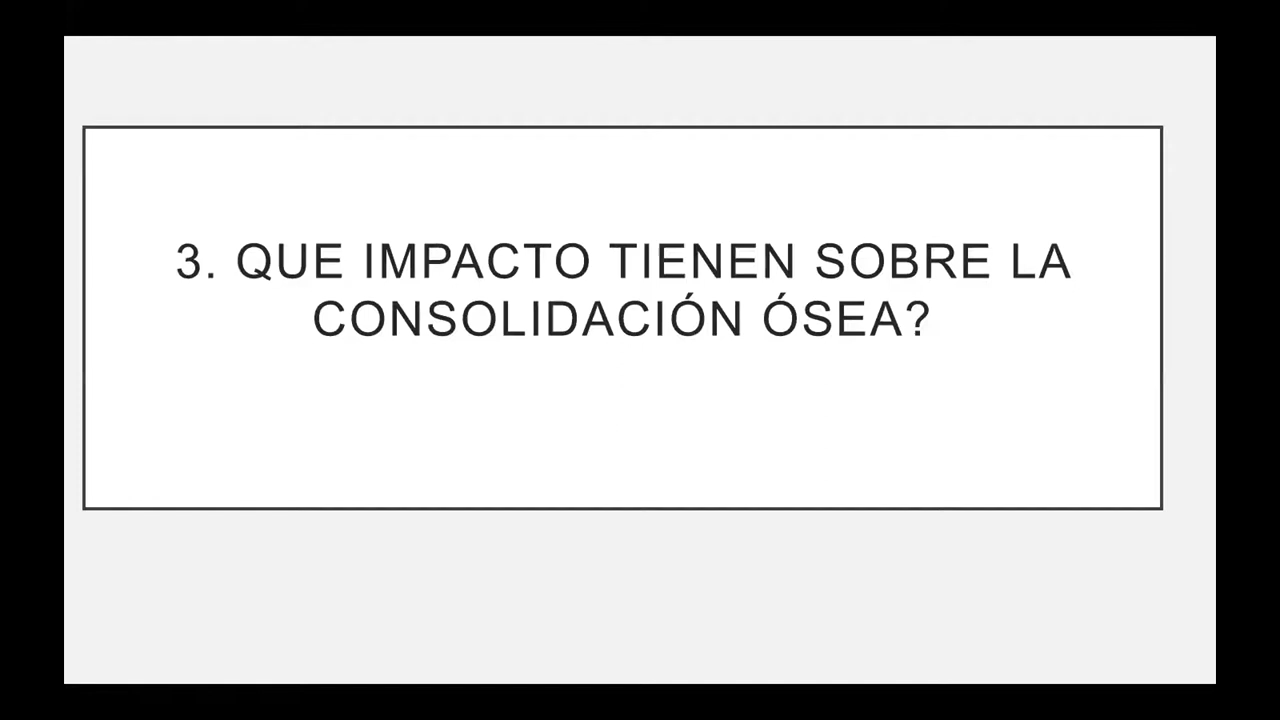 3. QUE IMPACTO TIENEN SOBRE LA
CONSOLIDACIÓN ÓSEA?